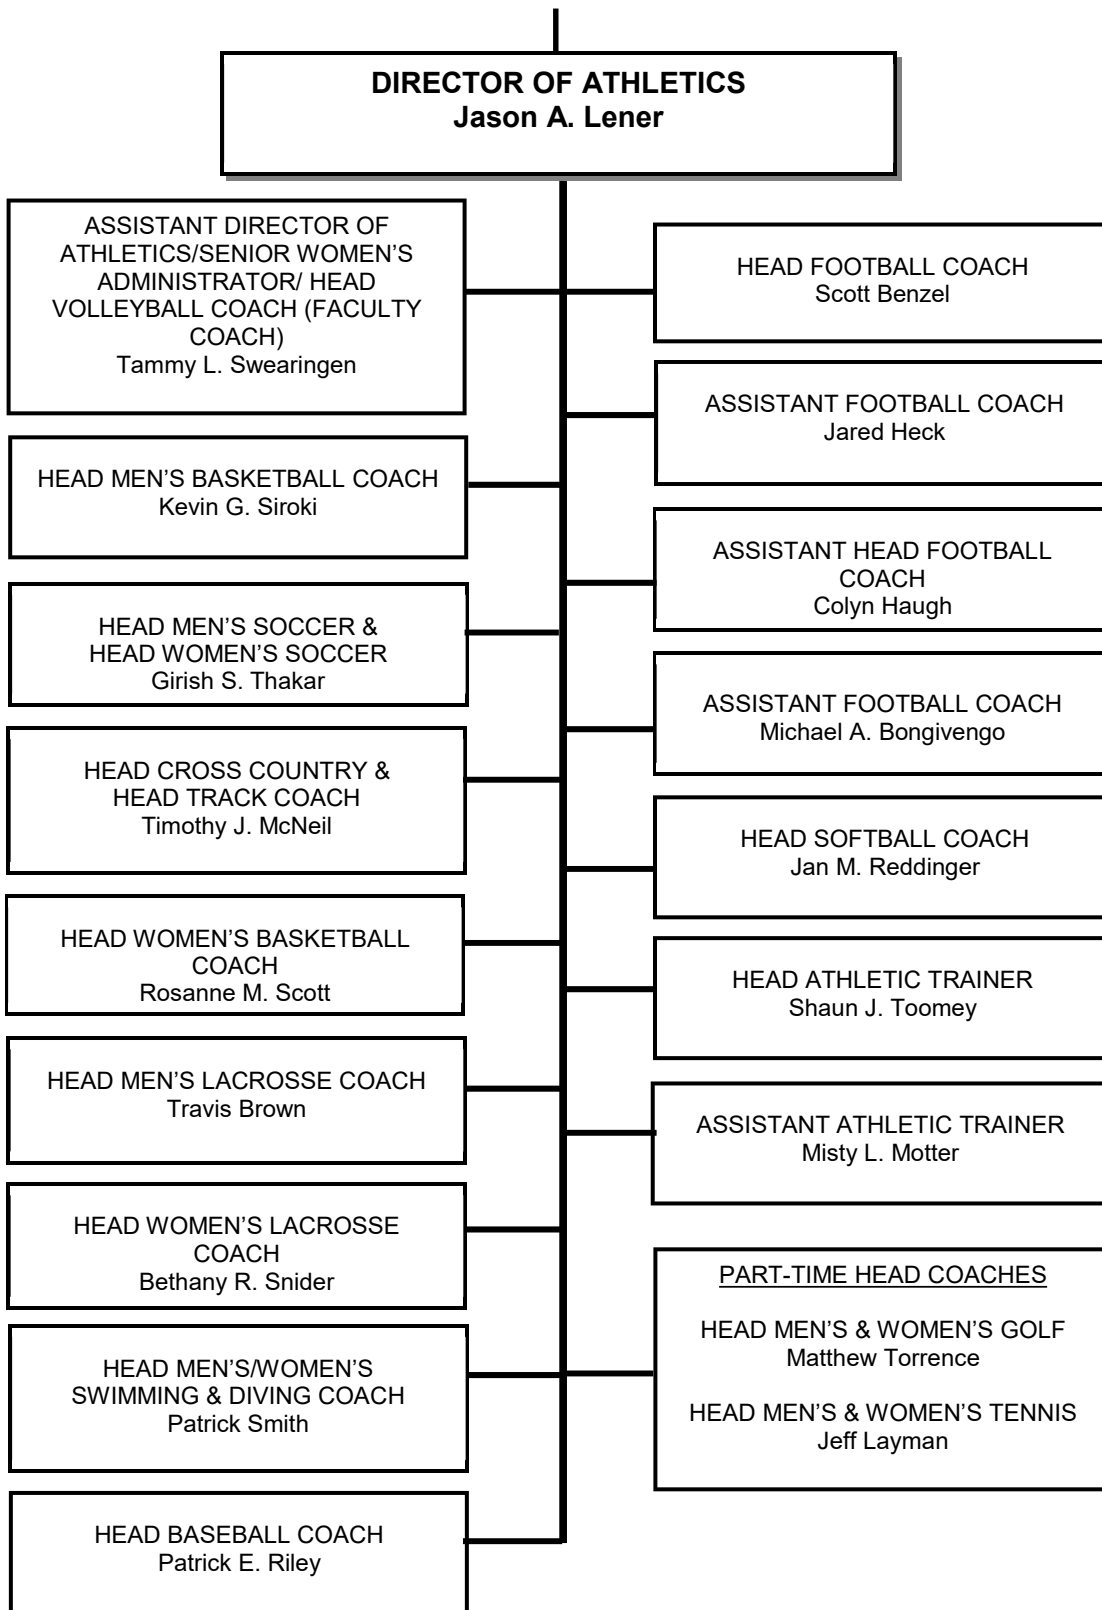 DIRECTOR OF ATHLETICS
Jason A. Lener
ASSISTANT DIRECTOR OF
ATHLETICS/SENIOR WOMEN’S
ADMINISTRATOR/ HEAD
VOLLEYBALL COACH (FACULTY
COACH)
Tammy L. Swearingen
HEAD MEN’S BASKETBALL COACH
Kevin G. Siroki
HEAD MEN’S SOCCER &
HEAD WOMEN’S SOCCER
Girish S. Thakar
HEAD CROSS COUNTRY &
HEAD TRACK COACH
Timothy J. McNeil
HEAD WOMEN’S BASKETBALL
COACH
Rosanne M. Scott
HEAD MEN’S LACROSSE COACH
Travis Brown
HEAD WOMEN’S LACROSSE
COACH
Bethany R. Snider
HEAD MEN’S/WOMEN’S
SWIMMING & DIVING COACH
Patrick Smith
HEAD BASEBALL COACH
Patrick E. Riley
HEAD FOOTBALL COACH
Scott Benzel
ASSISTANT FOOTBALL COACH
Jared Heck
ASSISTANT HEAD FOOTBALL
COACH
Colyn Haugh
ASSISTANT FOOTBALL COACH
Michael A. Bongivengo
HEAD SOFTBALL COACH
Jan M. Reddinger
HEAD ATHLETIC TRAINER
Shaun J. Toomey
ASSISTANT ATHLETIC TRAINER
Misty L. Motter
PART-TIME HEAD COACHES
HEAD MEN’S & WOMEN’S GOLF
Matthew Torrence
HEAD MEN’S & WOMEN’S TENNIS
Jeff Layman